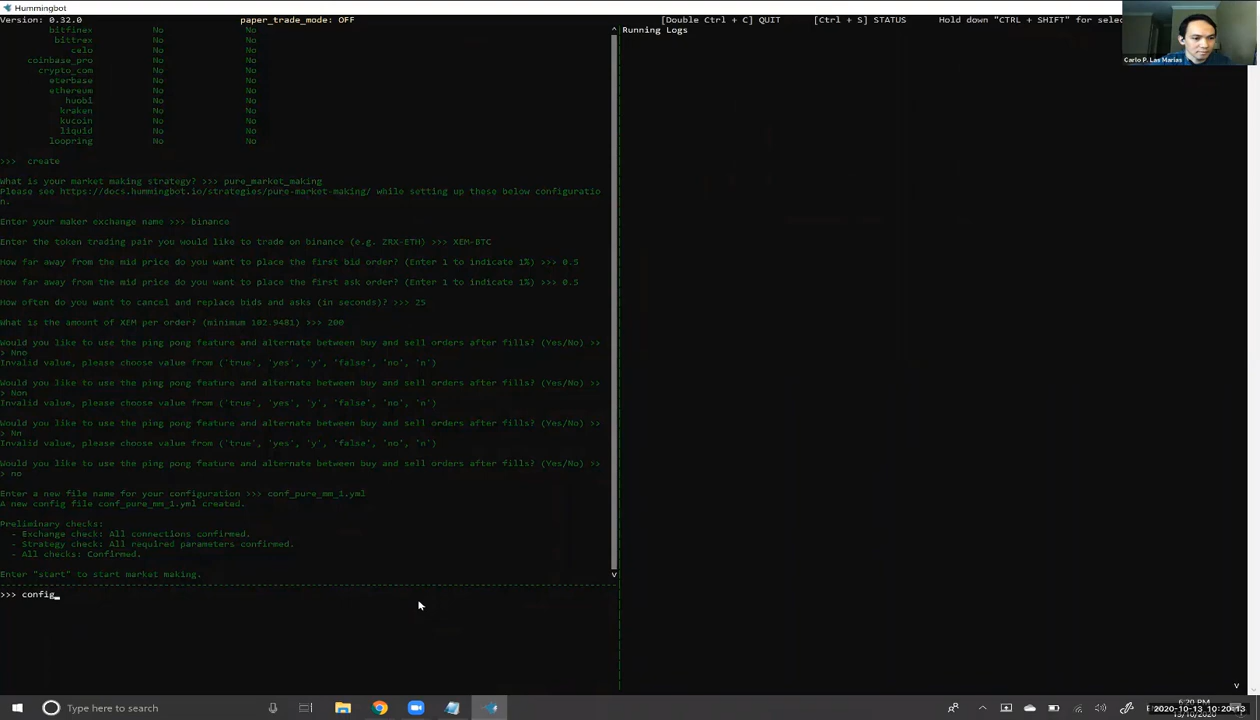 Hummingbot
Version: 0.32.0 paper_trade_mode: OFF [Double Ctrl + C] QUIT [Ctrl + S] STATUS Hold down "CTRL + SHIFT" for selec
Carlo P. Las Marias
bitfinex No No
bittrex No No
celo No No
coinbase_pro No No
crypto_com No No
eterbase No No
ethereum No No
huobi No No
kraken No No
kucoin No No
liquid No No
loopring No No
>>> create
What is your market making strategy? >>> pure_market_making
Please see https://docs.hummingbot.io/strategies/pure-market-making/ while setting up these below configuratio
n.
Enter your maker exchange name >>> binance
Enter the token trading pair you would like to trade on binance (e.g. ZRX-ETH) >>> XEM-BTC
How far away from the mid price do you want to place the first bid order? (Enter 1 to indicate 1%) >>> 0.5
How far away from the mid price do you want to place the first ask order? (Enter 1 to indicate 1%) >>> 0.5
How often do you want to cancel and replace bids and asks (in seconds)? >>> 25
What is the amount of XEM per order? (minimum 102.9481) >>> 200
Would you like to use the ping pong feature and alternate between buy and sell orders after fills? (Yes/No) >>
> Nno
Invalid value, please choose value from ('true', 'yes', 'y', 'false', 'no', 'n')
Would you like to use the ping pong feature and alternate between buy and sell orders after fills? (Yes/No) >>
> Non
Invalid value, please choose value from ('true', 'yes', 'y', 'false', 'no', 'n')
Would you like to use the ping pong feature and alternate between buy and sell orders after fills? (Yes/No) >>
> Nn
Invalid value, please choose value from ('true', 'yes', 'y', 'false', 'no', 'n')
Would you like to use the ping pong feature and alternate between buy and sell orders after fills? (Yes/No) >>
> no
Enter a new file name for your configuration >>> conf_pure_mm_1.yml
A new config file conf_pure_mm_1.yml created.
Preliminary checks:
- Exchange check: All connections confirmed.
- Strategy check: All required parameters confirmed.
- All checks: Confirmed.
Enter "start" to start market making.
>>> config_
Running Logs
Type here to search
2020-10-13 10:20:13